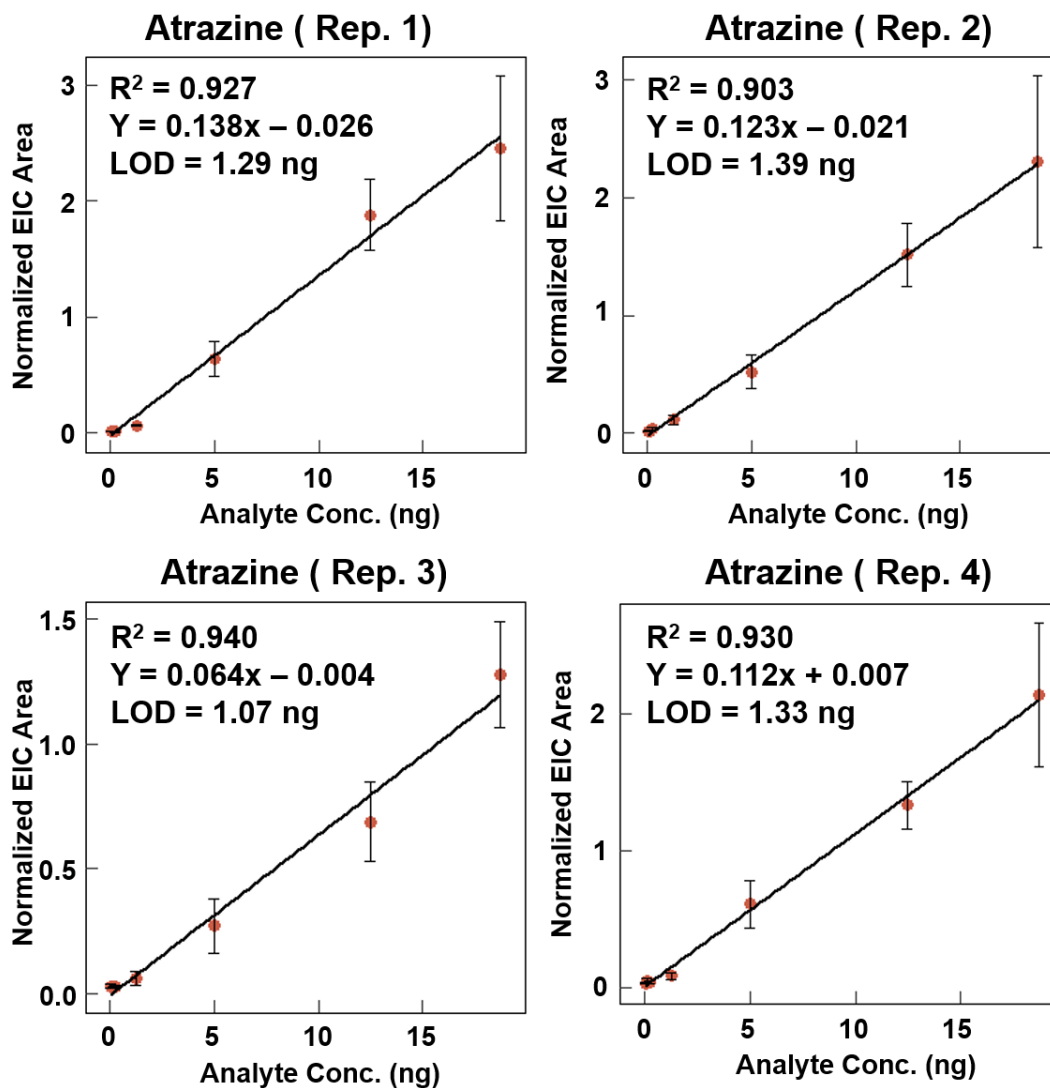 Atrazine ( Rep. 1)
R² = 0.927
Y = 0.138x – 0.026
LOD = 1.29 ng
Normalized EIC Area
3
2
1
0
0 5 10 15
Analyte Conc. (ng)
Atrazine ( Rep. 2)
R² = 0.903
Y = 0.123x – 0.021
LOD = 1.39 ng
Normalized EIC Area
3
2
1
0
0 5 10 15
Analyte Conc. (ng)
Atrazine ( Rep. 3)
R² = 0.940
Y = 0.064x – 0.004
LOD = 1.07 ng
Normalized EIC Area
1.5
1.0
0.5
0.0
0 5 10 15
Analyte Conc. (ng)
Atrazine ( Rep. 4)
R² = 0.930
Y = 0.112x + 0.007
LOD = 1.33 ng
Normalized EIC Area
2
1
0
0 5 10 15
Analyte Conc. (ng)